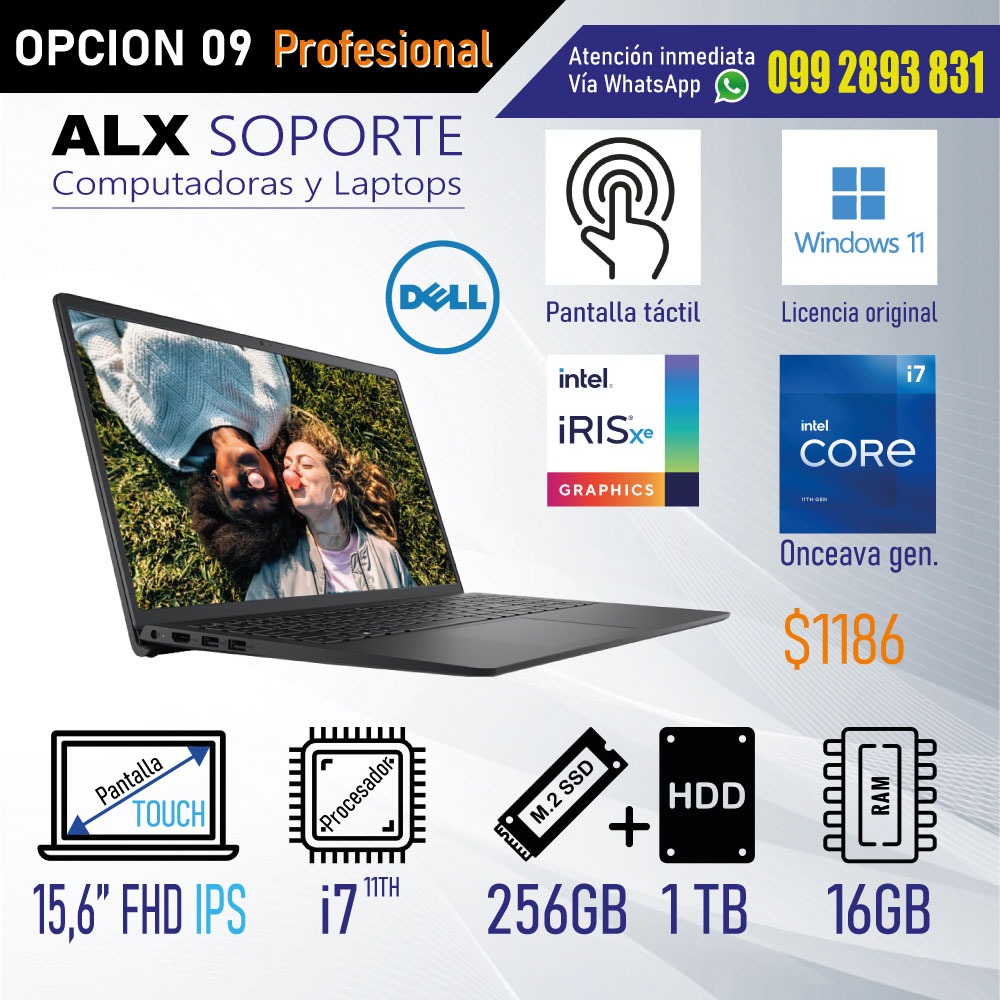 OPCION 09 Profesional
Atención inmediata
Vía WhatsApp
099 2893 831
ALX SOPORTE
Computadoras y Laptops
DELL
Pantalla táctil
Windows 11
Licencia original
intel.
iRISxe
GRAPHICS
i7
intel
CORE
11TH GEN
Onceava gen.
$1186
Pantalla
TOUCH
15,6” FHD IPS
Procesador
i7 11TH
M.2 SSD
+
HDD
256GB 1 TB
RAM
16GB